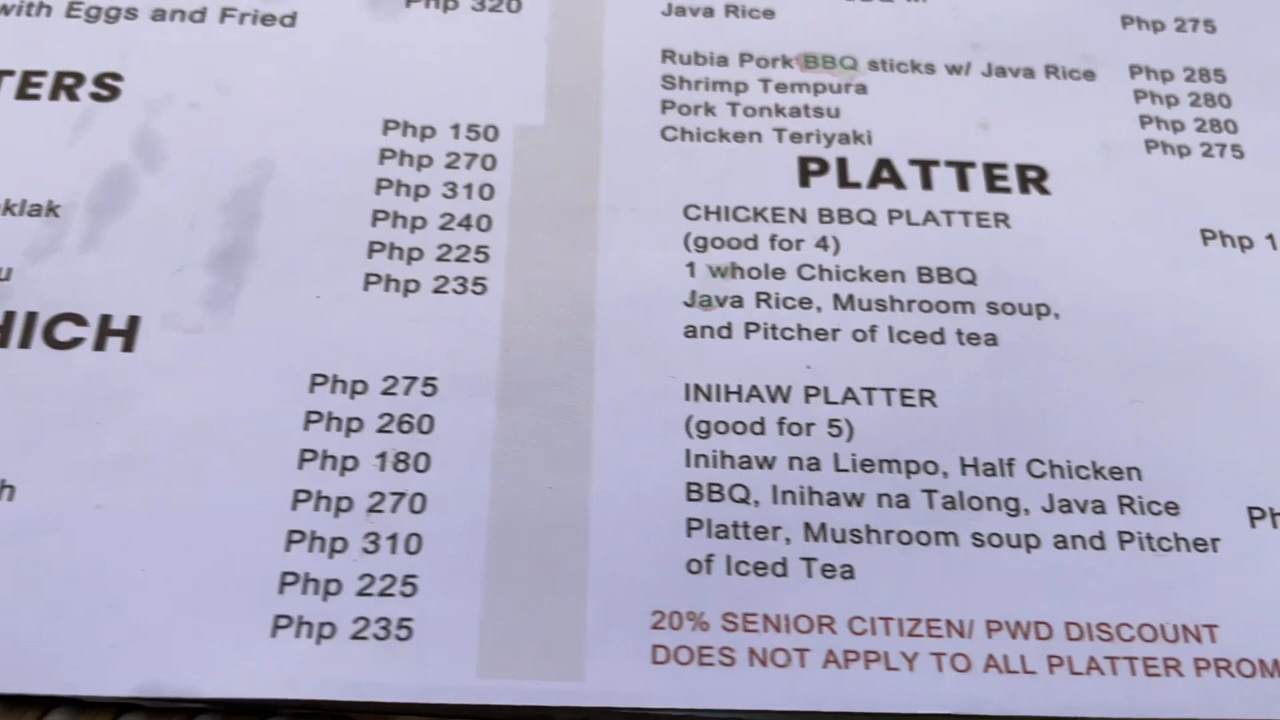 with Eggs and Fried
Php 320
TERS
Php 150
Php 270
Php 310
klak
Php 240
Php 225
u
Php 235
HICH
Php 275
Php 260
Php 180
h
Php 270
Php 310
Php 225
Php 235
Java Rice Php 275
Rubia Pork BBQ sticks w/ Java Rice Php 285
Shrimp Tempura Php 280
Pork Tonkatsu Php 280
Chicken Teriyaki Php 275
PLATTER
CHICKEN BBQ PLATTER
(good for 4) Php 1
1 whole Chicken BBQ
Java Rice, Mushroom soup,
and Pitcher of Iced tea
INIHAW PLATTER
(good for 5)
Inihaw na Liempo, Half Chicken
BBQ, Inihaw na Talong, Java Rice Ph
Platter, Mushroom soup and Pitcher
of Iced Tea
20% SENIOR CITIZEN/ PWD DISCOUNT
DOES NOT APPLY TO ALL PLATTER PROM